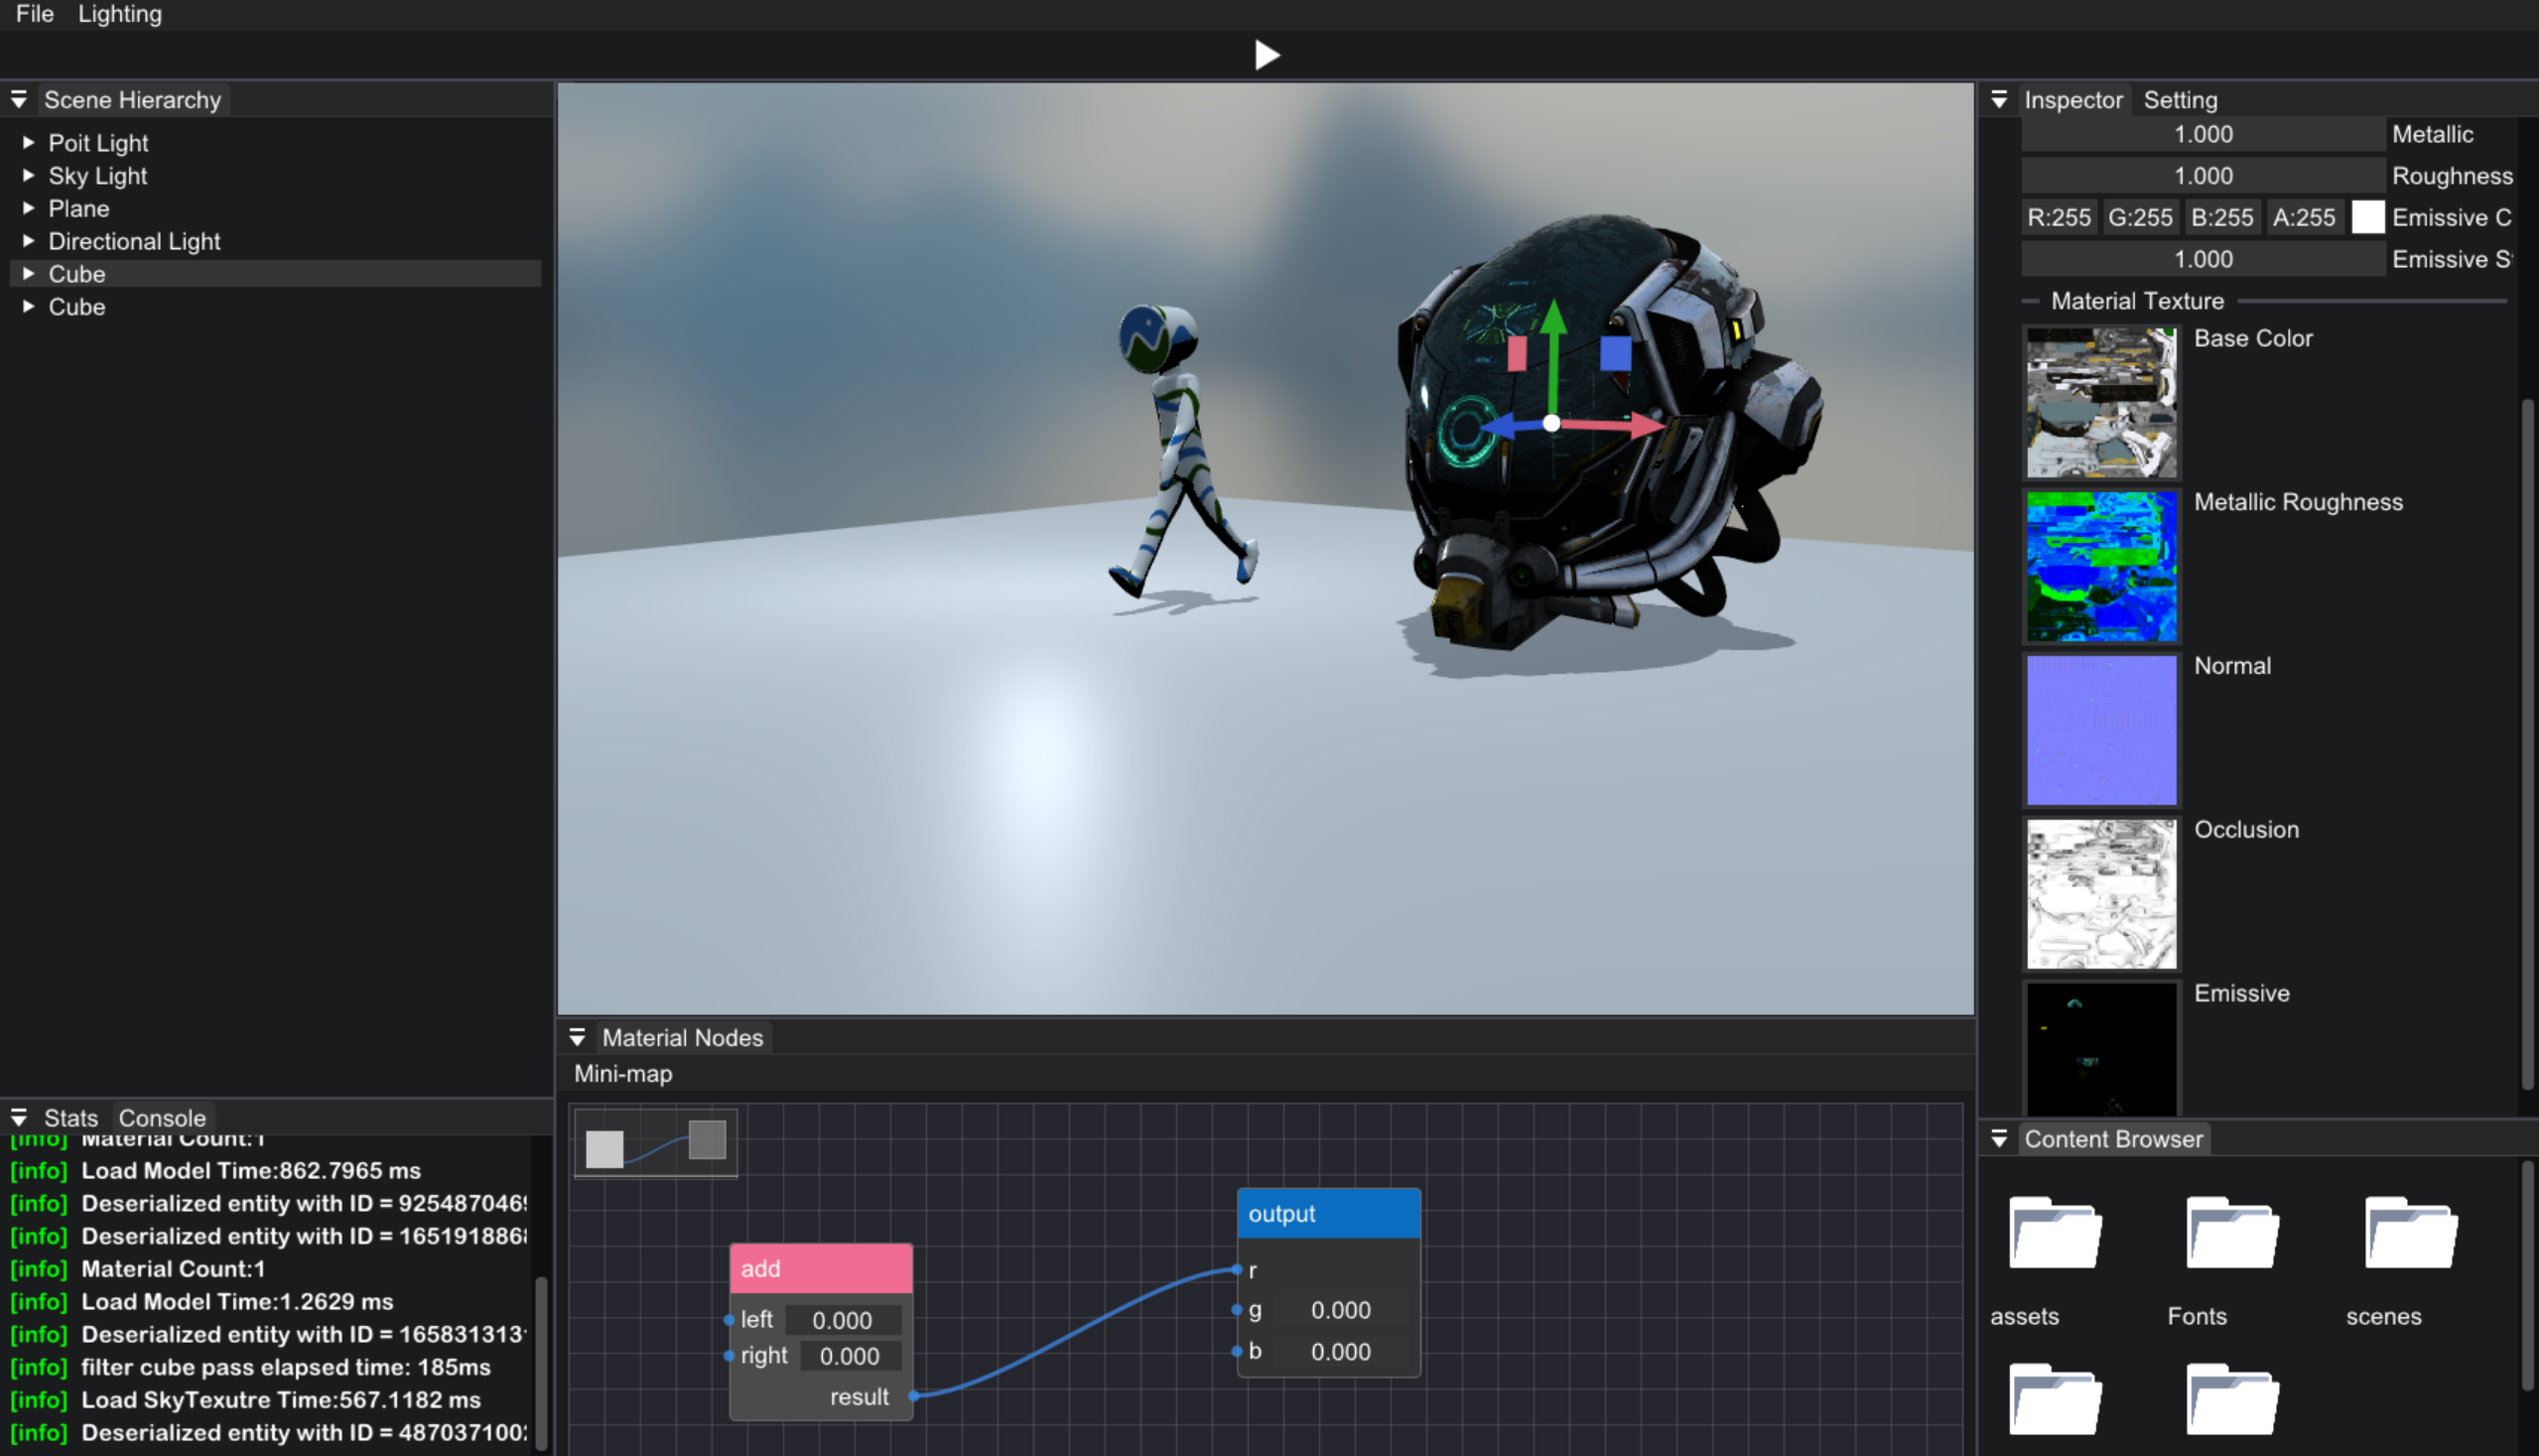 File Lighting
Scene Hierarchy
Poit Light
Sky Light
Plane
Directional Light
Cube
Cube
Stats Console
[info] Material Count:1
[info] Load Model Time:862.7965 ms
[info] Deserialized entity with ID = 925487046
[info] Deserialized entity with ID = 165191886
[info] Material Count:1
[info] Load Model Time:1.2629 ms
[info] Deserialized entity with ID = 165831313
[info] filter cube pass elapsed time: 185ms
[info] Load SkyTexutre Time:567.1182 ms
[info] Deserialized entity with ID = 487037100
Material Nodes
Mini-map
add
left 0.000
right 0.000
result
output
r
g 0.000
b 0.000
Inspector Setting
1.000 Metallic
1.000 Roughness
R:255 G:255 B:255 A:255 Emissive C
1.000 Emissive S
Material Texture
Base Color
Metallic Roughness
Normal
Occlusion
Emissive
Content Browser
assets Fonts scenes